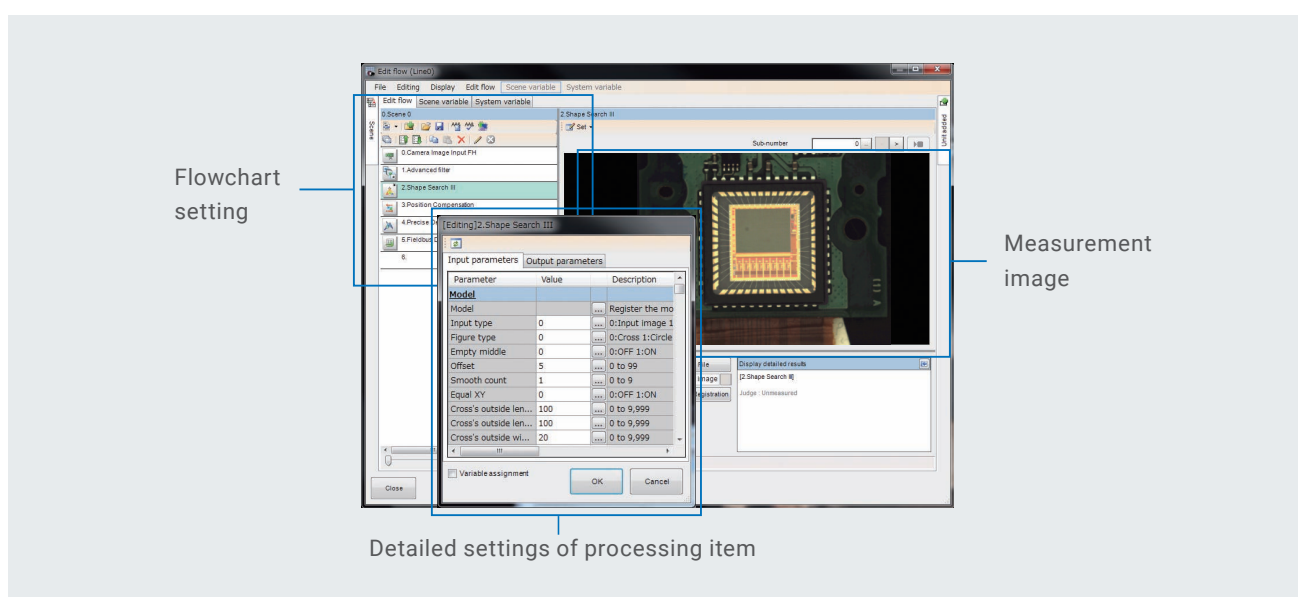 Edit flow (Line0)
File Editing Display Edit flow Scene variable System variable
Edit flow Scene variable System variable
Scene
0.Scene 0
2.Shape Search III
Set
Unitadded
Sub-number 0 ... >
0.Camera Image Input FH
1.Advanced filter
2.Shape Search III
3.Position Compensation
4.Precise De
5.Fieldbus D
6.
Flowchart
setting
[Editing]2.Shape Search III
Input parameters Output parameters
Parameter Value Description
Model
Model ... Register the mo
Input type 0 ... 0:Input image 1
Figure type 0 ... 0:Cross 1:Circle
Empty middle 0 ... 0:OFF 1:ON
Offset 5 ... 0 to 99
Smooth count 1 ... 0 to 9
Equal XY 0 ... 0:OFF 1:ON
Cross's outside len... 100 ... 0 to 9,999
Cross's outside len... 100 ... 0 to 9,999
Cross's outside wi... 20 ... 0 to 9,999
Variable assignment
OK Cancel
Measurement
image
File
image
Registration
Display detailed results
[2.Shape Search III]
Judge : Unmeasured
Close
Detailed settings of processing item